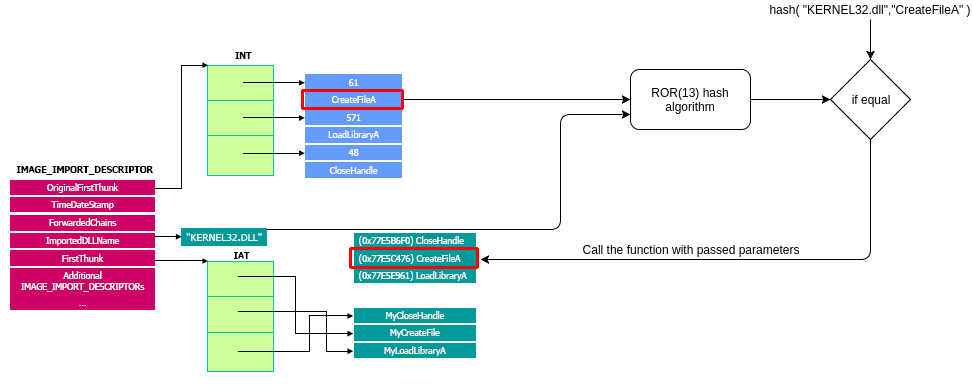 hash( "KERNEL32.dll","CreateFileA" )
INT
61
CreateFileA
571
LoadLibraryA
48
CloseHandle
ROR(13) hash
algorithm
if equal
IMAGE_IMPORT_DESCRIPTOR
OriginalFirstThunk
TimeDateStamp
ForwardedChains
ImportedDLLName
FirstThunk
Additional
IMAGE_IMPORT_DESCRIPTORs
...
"KERNEL32.DLL"
(0x77E5B6F0) CloseHandle
(0x77E5C476) CreateFileA
(0x77E5E961) LoadLibraryA
Call the function with passed parameters
IAT
MyCloseHandle
MyCreateFile
MyLoadLibraryA